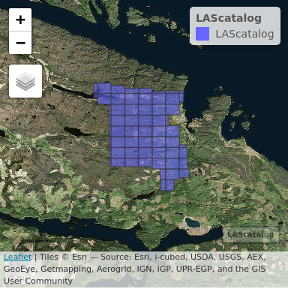 +
LAScatalog
LAScatalog
−
LAScatalog
Leaflet | Tiles © Esri — Source: Esri, i-cubed, USDA, USGS, AEX,
GeoEye, Getmapping, Aerogrid, IGN, IGP, UPR-EGP, and the GIS
User Community